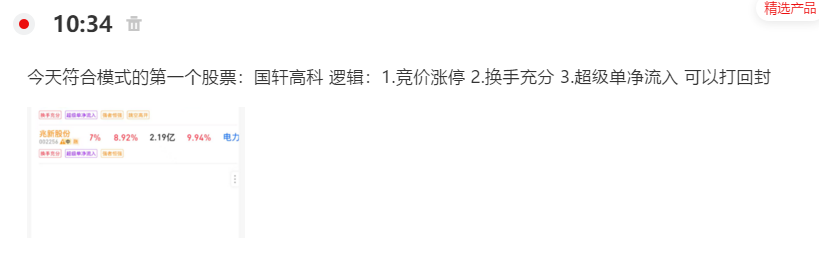 精选产品
10:34
今天符合模式的第一个股票：国轩高科 逻辑：1.竞价涨停 2.换手充分 3.超级单净流入 可以打回封
换手充分 超级单净流入
兆新股份 7% 8.92% 2.19亿 9.94% 电力
002256
换手充分 超级单净流入